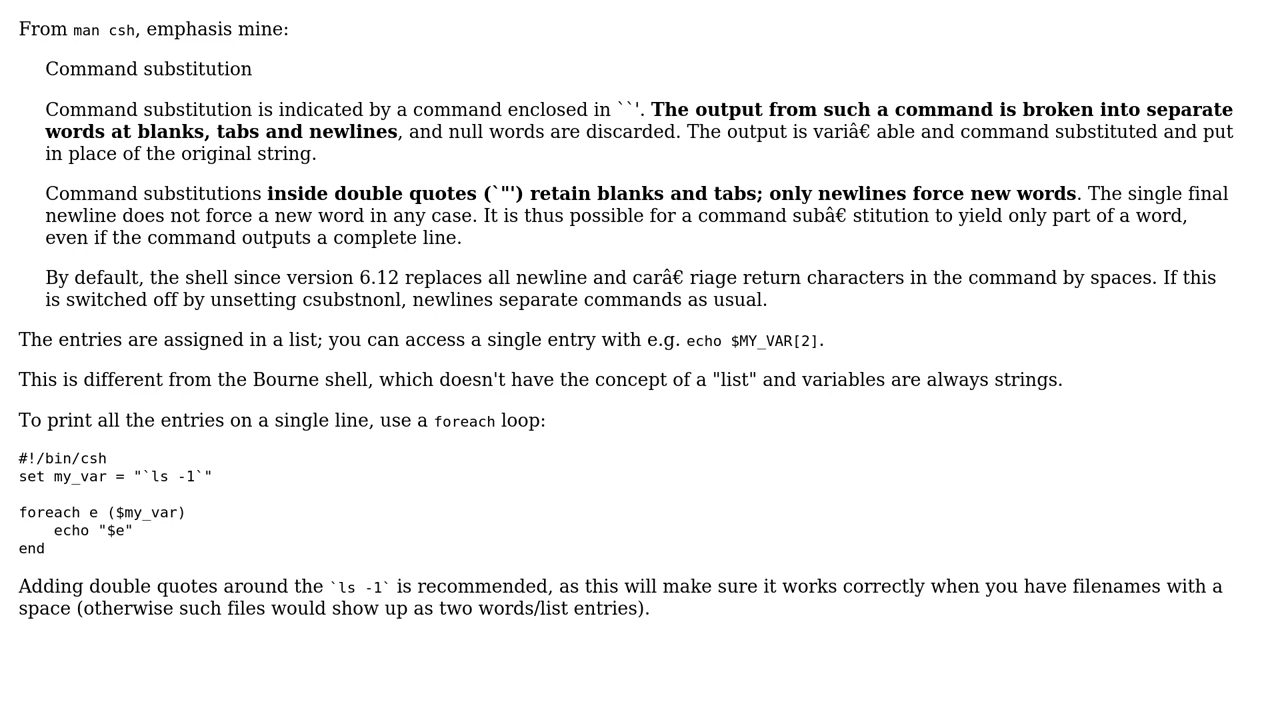 From man csh, emphasis mine:
Command substitution
Command substitution is indicated by a command enclosed in ``'. The output from such a command is broken into separate
words at blanks, tabs and newlines, and null words are discarded. The output is variâ€ able and command substituted and put
in place of the original string.
Command substitutions inside double quotes (`"') retain blanks and tabs; only newlines force new words. The single final
newline does not force a new word in any case. It is thus possible for a command subâ€ stitution to yield only part of a word,
even if the command outputs a complete line.
By default, the shell since version 6.12 replaces all newline and carâ€ riage return characters in the command by spaces. If this
is switched off by unsetting csubstnonl, newlines separate commands as usual.
The entries are assigned in a list; you can access a single entry with e.g. echo $MY_VAR[2].
This is different from the Bourne shell, which doesn't have the concept of a "list" and variables are always strings.
To print all the entries on a single line, use a foreach loop:
#!/bin/csh
set my_var = "`ls -1`"
foreach e ($my_var)
    echo "$e"
end
Adding double quotes around the `ls -1` is recommended, as this will make sure it works correctly when you have filenames with a
space (otherwise such files would show up as two words/list entries).